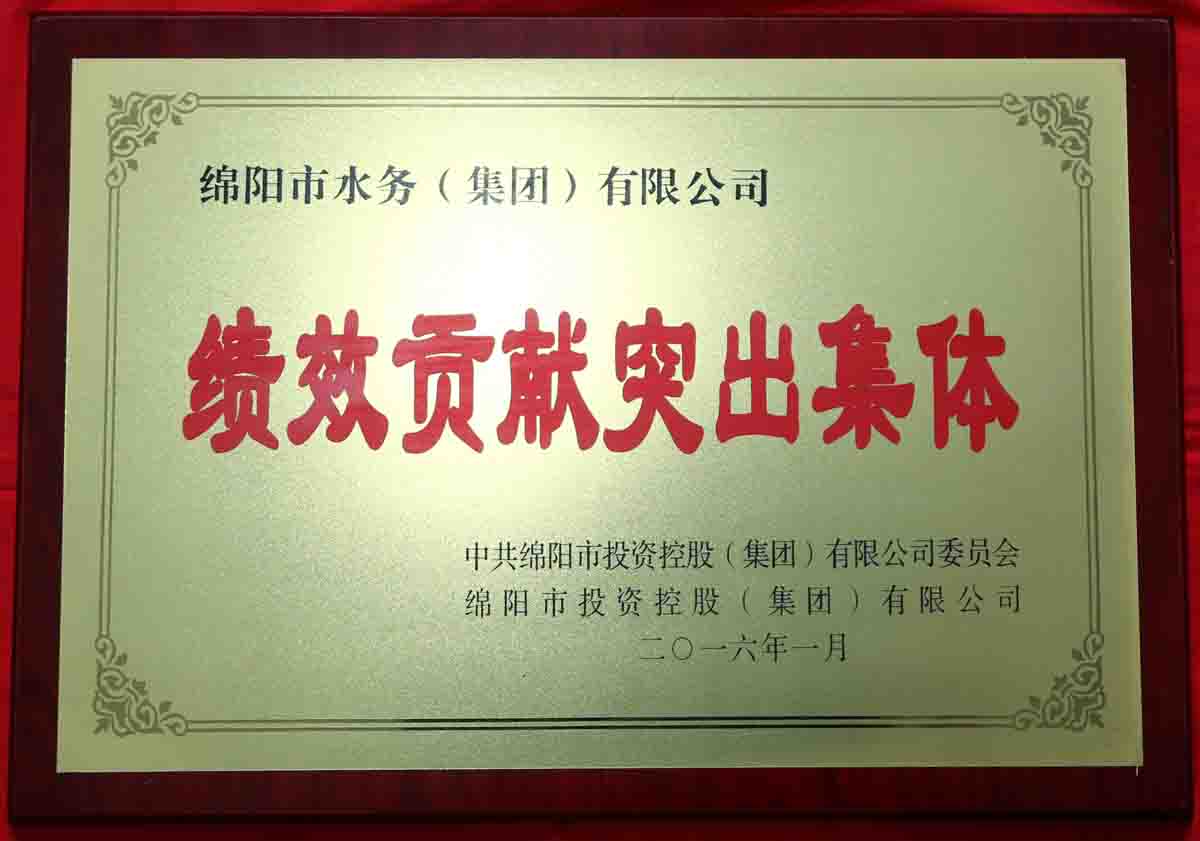 绵阳市水务（集团）有限公司
绩效贡献突出集体
中共绵阳市投资控股（集团）有限公司委员会
绵阳市投资控股（集团）有限公司
二〇一六年一月